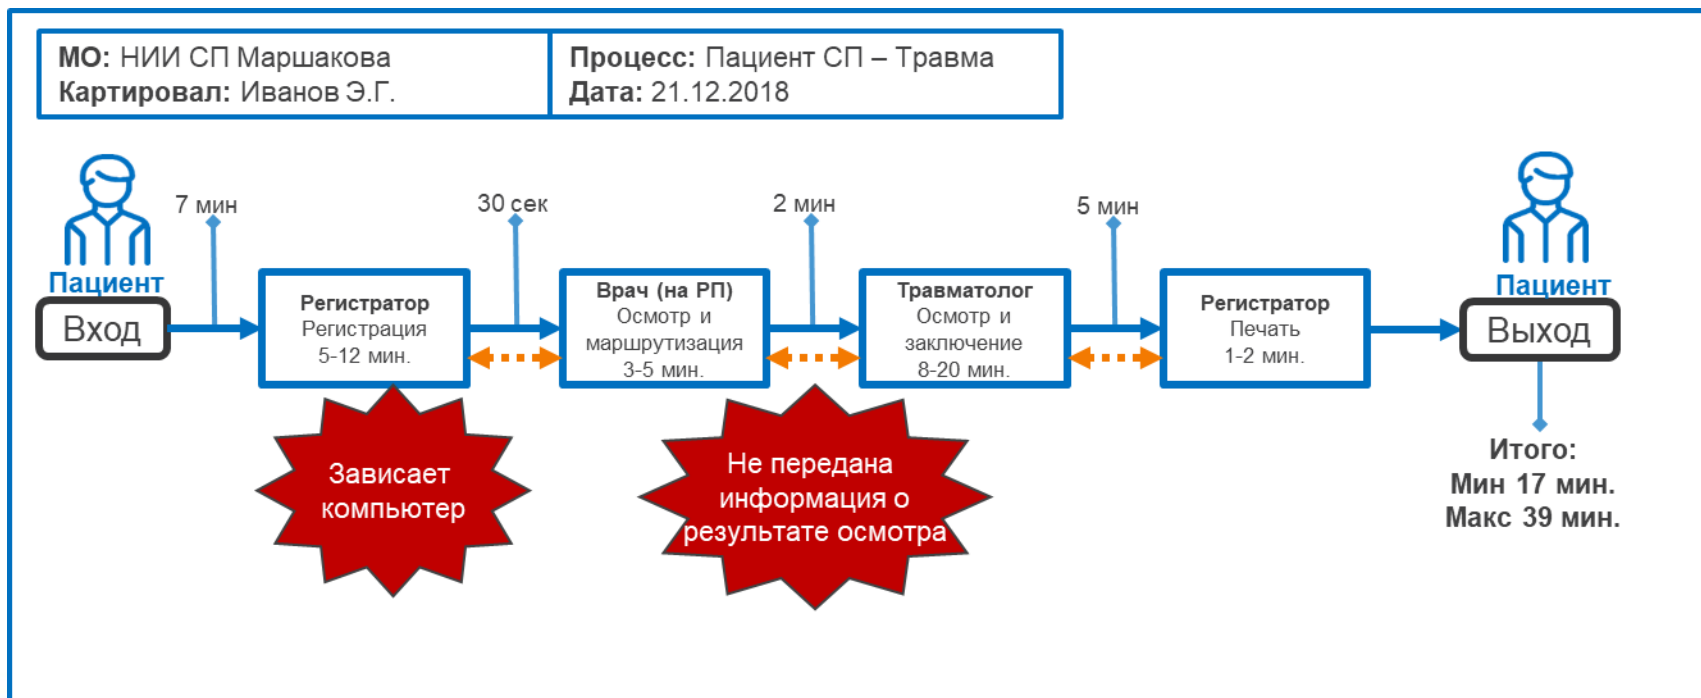 МО: НИИ СП Маршакова
Картировал: Иванов Э.Г.
Процесс: Пациент СП – Травма
Дата: 21.12.2018
7 мин
30 сек
2 мин
5 мин
Пациент
Вход
Регистратор
Регистрация
5-12 мин.
Врач (на РП)
Осмотр и
маршрутизация
3-5 мин.
Травматолог
Осмотр и
заключение
8-20 мин.
Регистратор
Печать
1-2 мин.
Пациент
Выход
Зависает
компьютер
Не передана
информация о
результате осмотра
Итого:
Мин 17 мин.
Макс 39 мин.